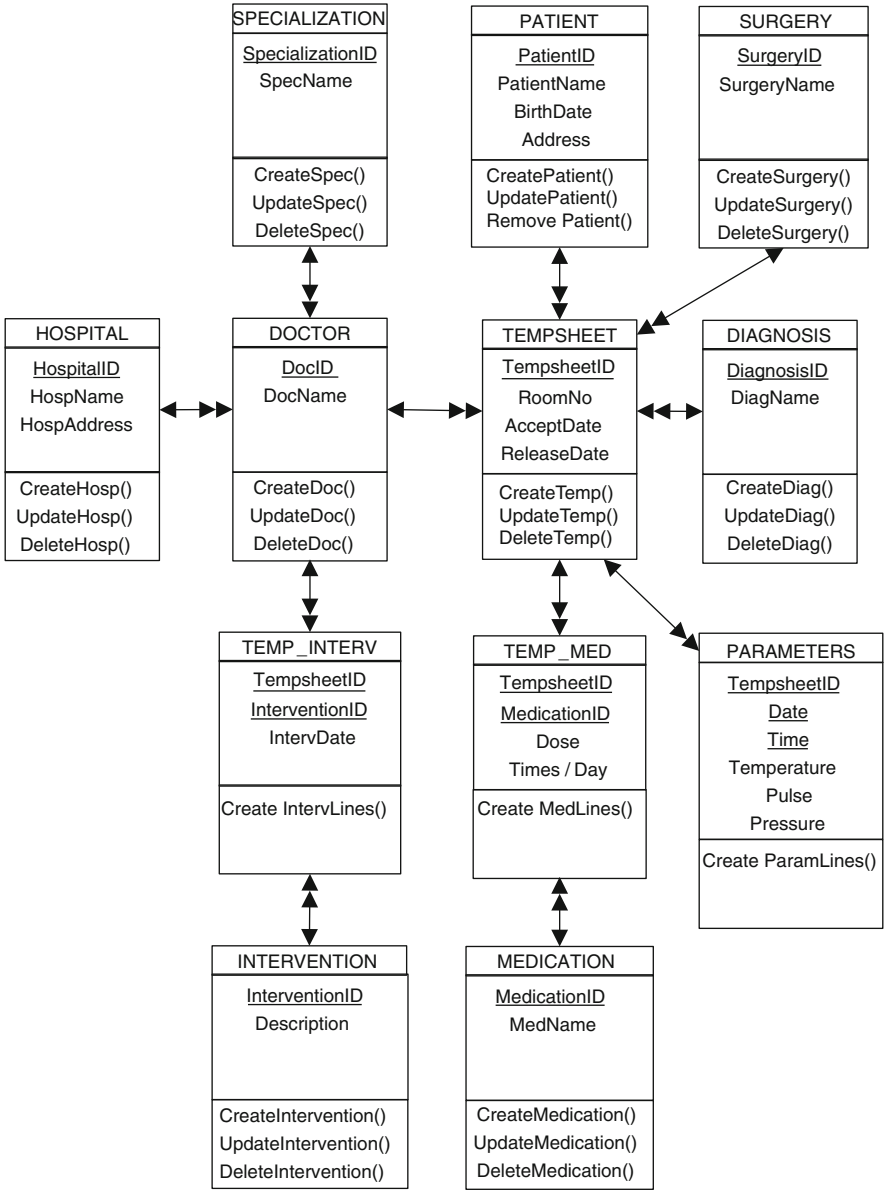 SPECIALIZATION
SpecializationID
SpecName
CreateSpec()
UpdateSpec()
DeleteSpec()
PATIENT
PatientID
PatientName
BirthDate
Address
CreatePatient()
UpdatePatient()
Remove Patient()
SURGERY
SurgeryID
SurgeryName
CreateSurgery()
UpdateSurgery()
DeleteSurgery()
HOSPITAL
HospitalID
HospName
HospAddress
CreateHosp()
UpdateHosp()
DeleteHosp()
DOCTOR
DocID
DocName
CreateDoc()
UpdateDoc()
DeleteDoc()
TEMPSHEET
TempsheetID
RoomNo
AcceptDate
ReleaseDate
CreateTemp()
UpdateTemp()
DeleteTemp()
DIAGNOSIS
DiagnosisID
DiagName
CreateDiag()
UpdateDiag()
DeleteDiag()
TEMP_INTERV
TempsheetID
InterventionID
IntervDate
Create IntervLines()
TEMP_MED
TempsheetID
MedicationID
Dose
Times / Day
Create MedLines()
PARAMETERS
TempsheetID
Date
Time
Temperature
Pulse
Pressure
Create ParamLines()
INTERVENTION
InterventionID
Description
CreateIntervention()
UpdateIntervention()
DeleteIntervention()
MEDICATION
MedicationID
MedName
CreateMedication()
UpdateMedication()
DeleteMedication()